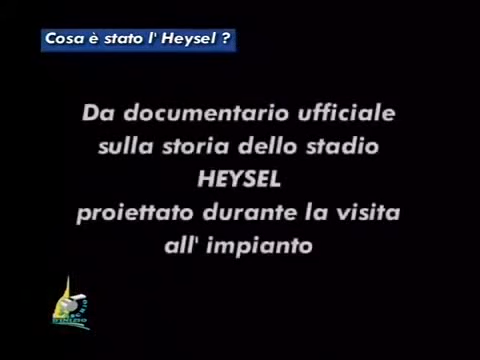 Cosa è stato l' Heysel ?
Da documentario ufficiale
sulla storia dello stadio
HEYSEL
proiettato durante la visita
all' impianto